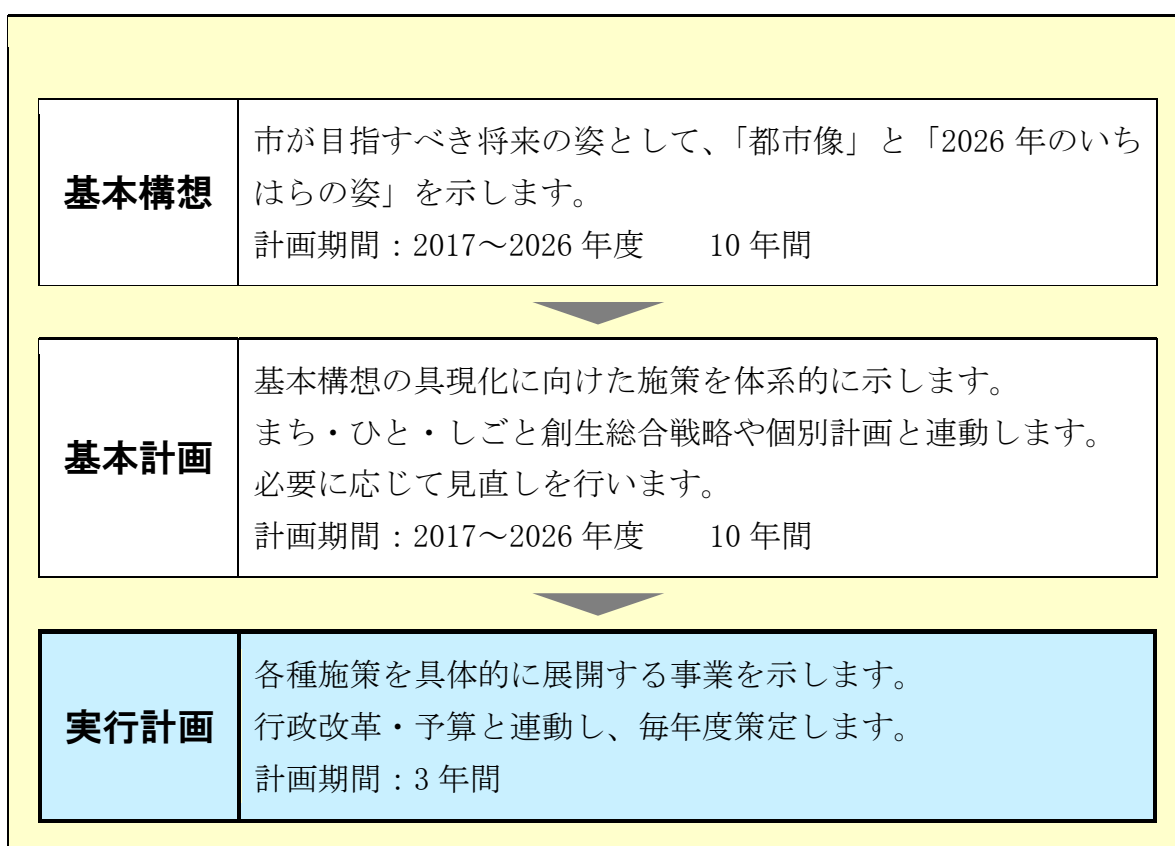 基本構想
市が目指すべき将来の姿として、「都市像」と「2026 年のいち
はらの姿」を示します。
計画期間：2017～2026 年度　　10 年間
基本計画
基本構想の具現化に向けた施策を体系的に示します。
まち・ひと・しごと創生総合戦略や個別計画と連動します。
必要に応じて見直しを行います。
計画期間：2017～2026 年度　　10 年間
実行計画
各種施策を具体的に展開する事業を示します。
行政改革・予算と連動し、毎年度策定します。
計画期間：3 年間